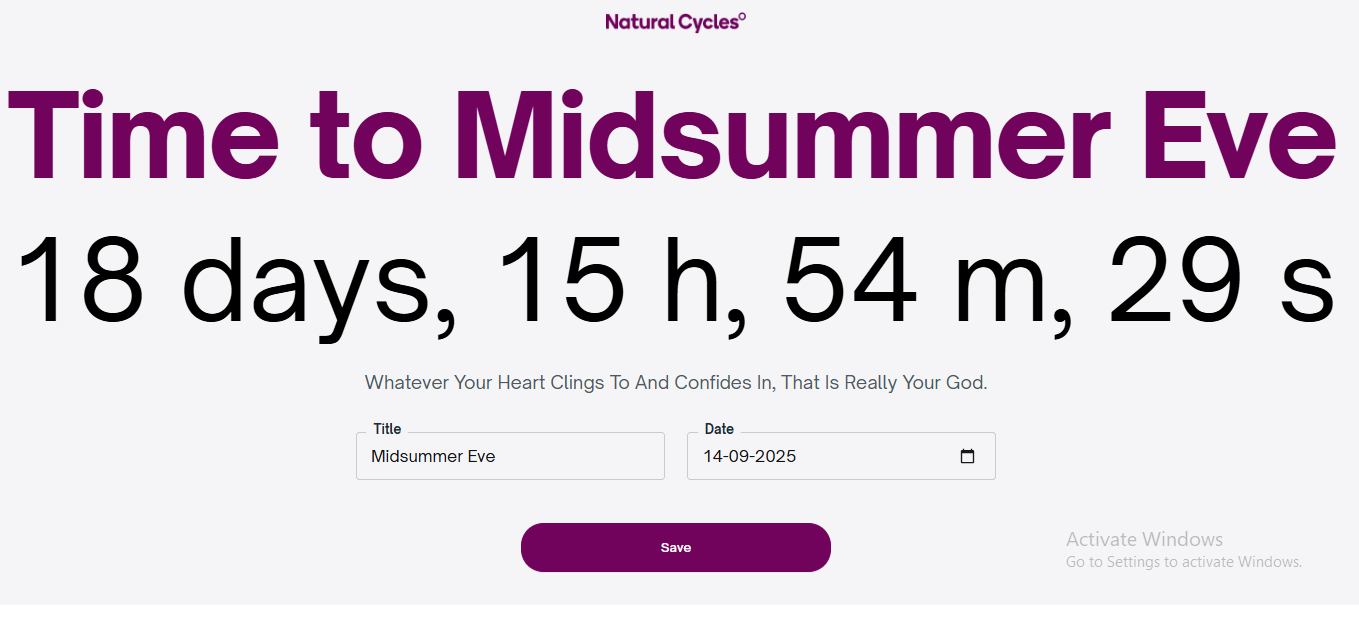 Natural Cycles°
Time to Midsummer Eve
18 days, 15 h, 54 m, 29 s
Whatever Your Heart Clings To And Confides In, That Is Really Your God.
Title
Midsummer Eve
Date
14-09-2025
Save
Activate Windows
Go to Settings to activate Windows.